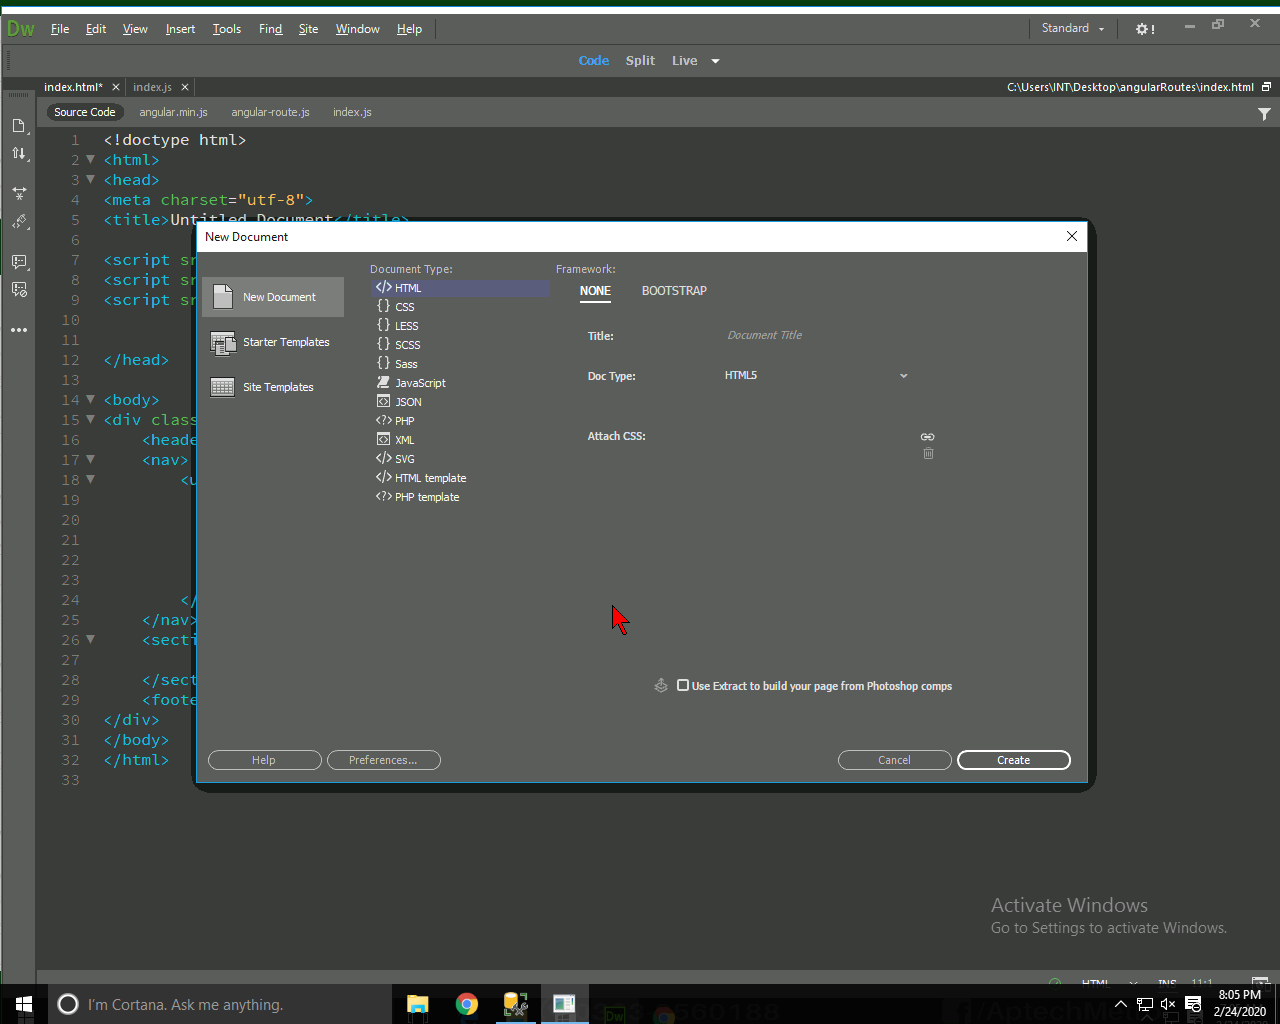 Dw File Edit View Insert Tools Find Site Window Help Standard
Code Split Live
index.html* index.js C:\Users\INT\Desktop\angularRoutes\index.html
Source Code angular.min.js angular-route.js index.js
1 <!doctype html>
2 <html>
3 <head>
4 <meta charset="utf-8">
5 <title>Untitled Document</title>
6
7 <script sr
8 <script sr
9 <script sr
10
11
12 </head>
13
14 <body>
15 <div class
16 <heade
17 <nav>
18 <u
19
20
21
22
23
24 </
25 </nav>
26 <secti
27
28 </sect
29 <foote
30 </div>
31 </body>
32 </html>
33
New Document
New Document
Starter Templates
Site Templates
Document Type:
HTML
CSS
LESS
SCSS
Sass
JavaScript
JSON
PHP
XML
SVG
HTML template
PHP template
Framework:
NONE BOOTSTRAP
Title: Document Title
Doc Type: HTML5
Attach CSS:
Use Extract to build your page from Photoshop comps
Help Preferences... Cancel Create
Activate Windows
Go to Settings to activate Windows.
HTML INS 11:1
I'm Cortana. Ask me anything.
8:05 PM
2/24/2020